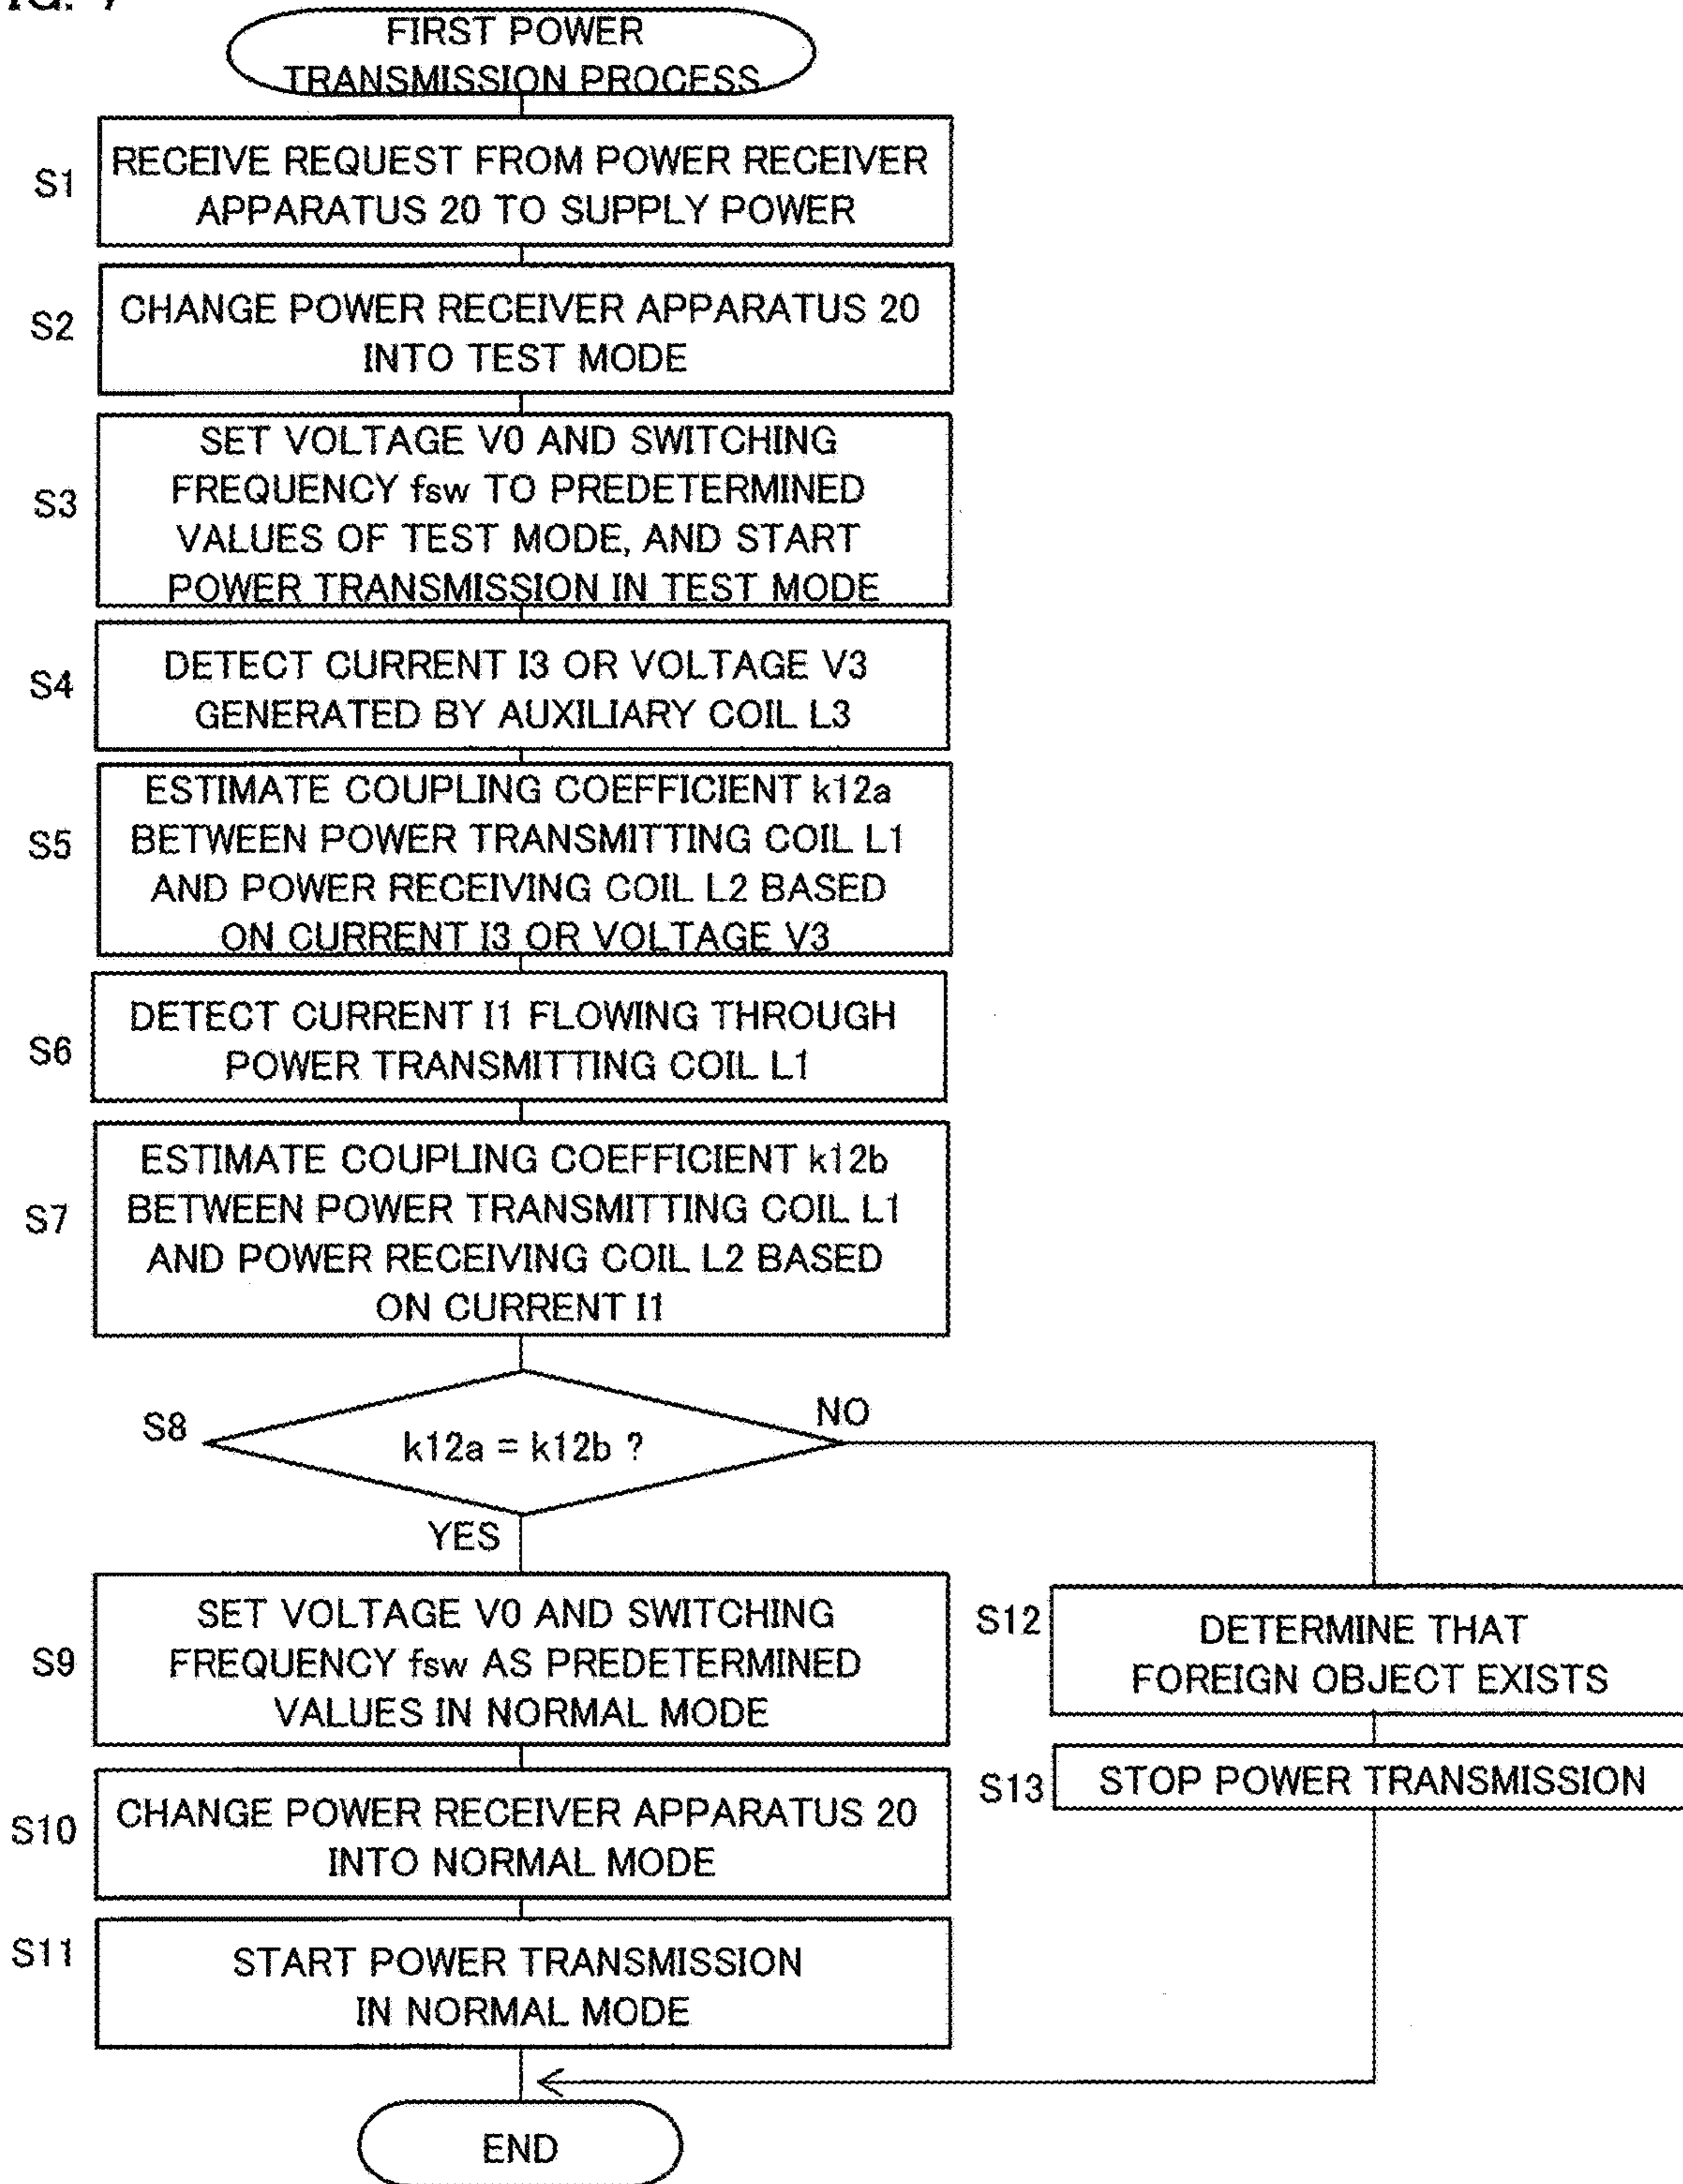 FIRST POWER
TRANSMISSION PROCESS
S1
RECEIVE REQUEST FROM POWER RECEIVER
APPARATUS 20 TO SUPPLY POWER
S2
CHANGE POWER RECEIVER APPARATUS 20
INTO TEST MODE
S3
SET VOLTAGE V0 AND SWITCHING
FREQUENCY fsw TO PREDETERMINED
VALUES OF TEST MODE, AND START
POWER TRANSMISSION IN TEST MODE
S4
DETECT CURRENT I3 OR VOLTAGE V3
GENERATED BY AUXILIARY COIL L3
S5
ESTIMATE COUPLING COEFFICIENT k12a
BETWEEN POWER TRANSMITTING COIL L1
AND POWER RECEIVING COIL L2 BASED
ON CURRENT I3 OR VOLTAGE V3
S6
DETECT CURRENT I1 FLOWING THROUGH
POWER TRANSMITTING COIL L1
S7
ESTIMATE COUPLING COEFFICIENT k12b
BETWEEN POWER TRANSMITTING COIL L1
AND POWER RECEIVING COIL L2 BASED
ON CURRENT I1
S8
k12a = k12b ?
NO
YES
S9
SET VOLTAGE V0 AND SWITCHING
FREQUENCY fsw AS PREDETERMINED
VALUES IN NORMAL MODE
S10
CHANGE POWER RECEIVER APPARATUS 20
INTO NORMAL MODE
S11
START POWER TRANSMISSION
IN NORMAL MODE
S12
DETERMINE THAT
FOREIGN OBJECT EXISTS
S13
STOP POWER TRANSMISSION
END